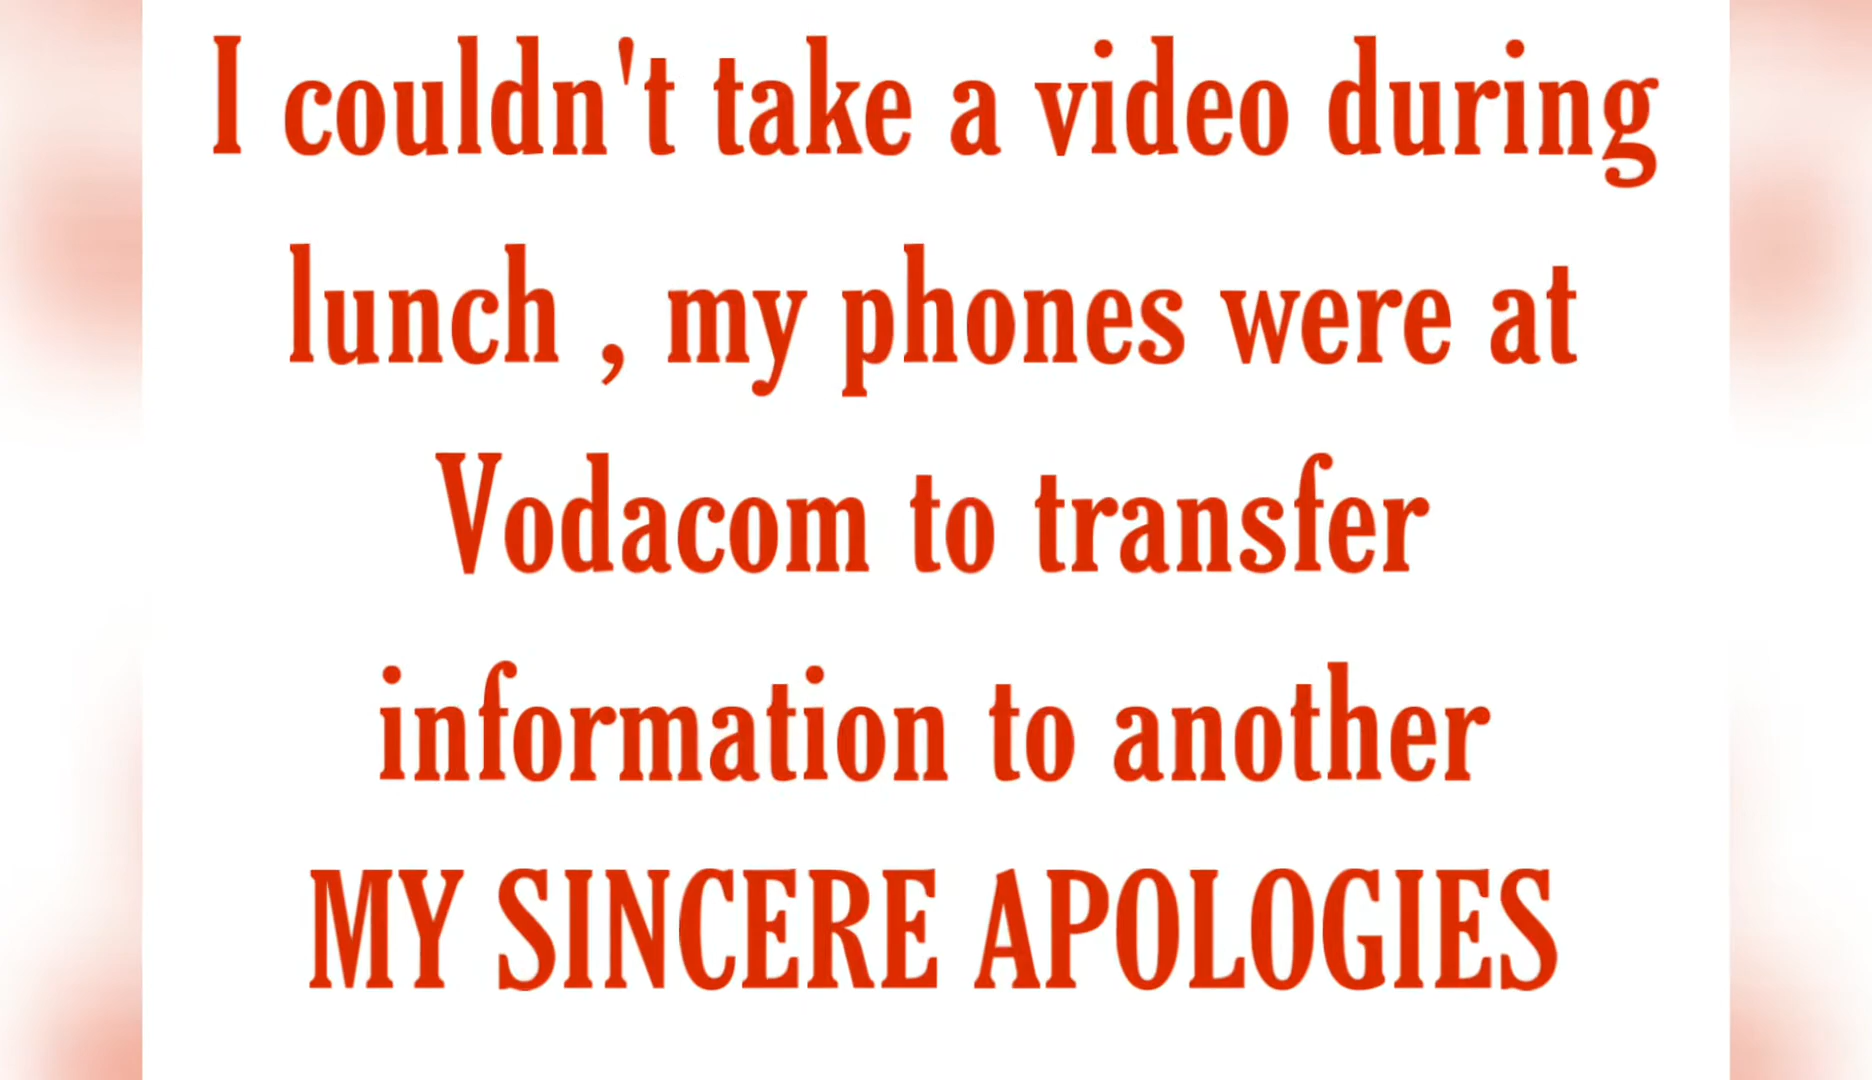 I couldn't take a video during
lunch , my phones were at
Vodacom to transfer
information to another
MY SINCERE APOLOGIES